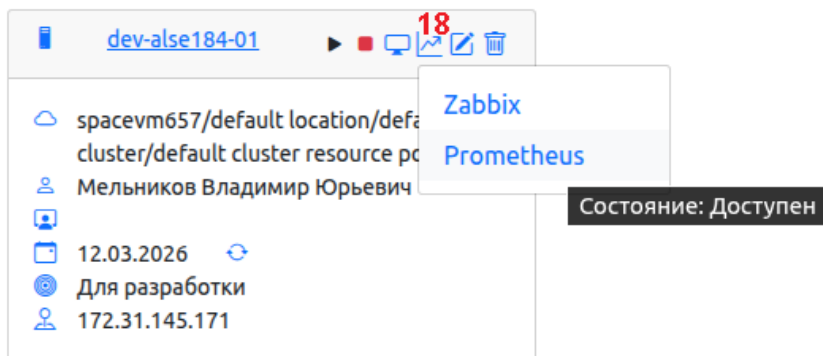 18
dev-alse184-01
Zabbix
Prometheus
Состояние: Доступен
spacevm657/default location/defa
cluster/default cluster resource po
Мельников Владимир Юрьевич
12.03.2026
Для разработки
172.31.145.171